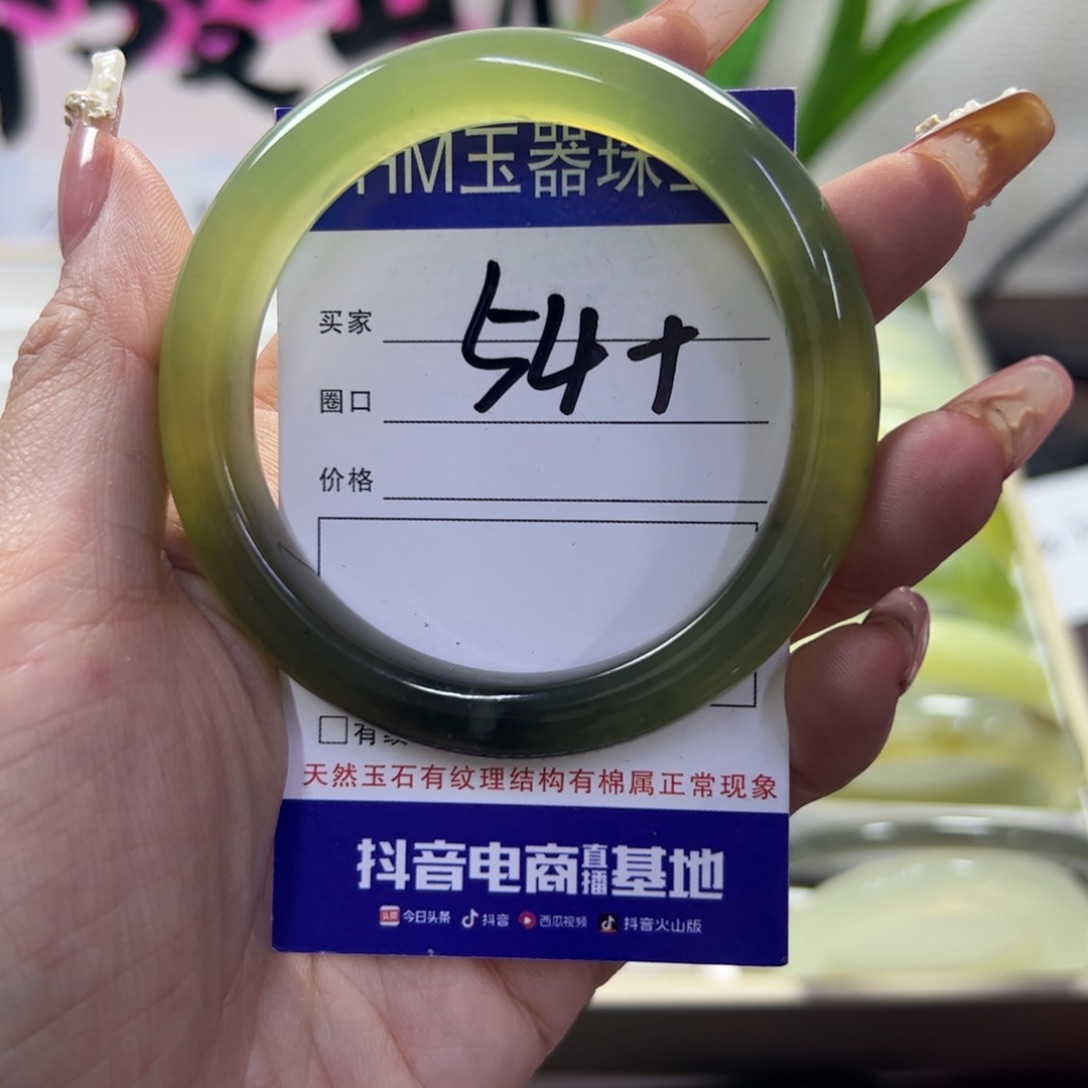 HM玉器珠
买家
54+
圈口
价格
天然玉石有纹理结构有棉属正常现象
抖音电商直播基地
头条 今日头条 抖音 西瓜视频 抖音火山版